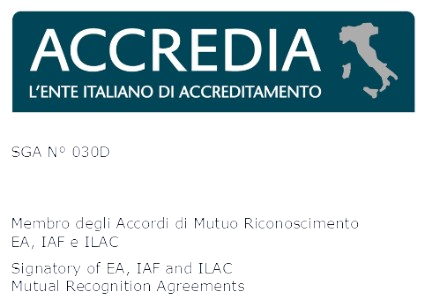 ACCREDIA
L'ENTE ITALIANO DI ACCREDITAMENTO
SGA Nº 030D
Membro degli Accordi di Mutuo Riconoscimento
EA, IAF e ILAC
Signatory of EA, IAF and ILAC
Mutual Recognition Agreements